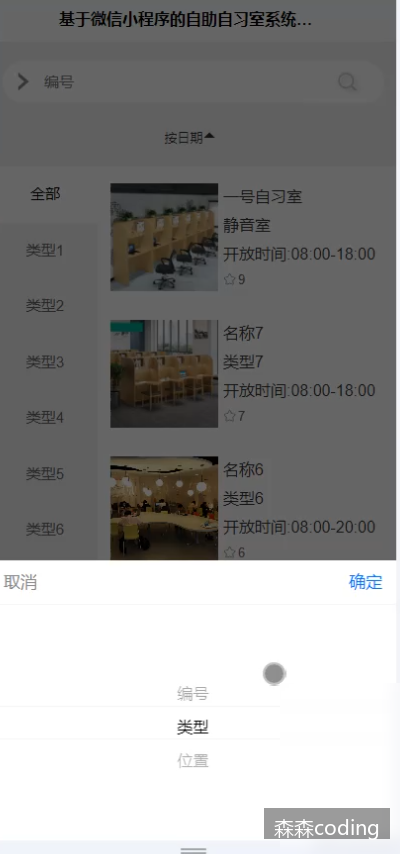 基于微信小程序的自助自习室系统...
编号
按日期
全部
类型1
类型2
类型3
类型4
类型5
类型6
一号自习室
静音室
开放时间:08:00-18:00
9
名称7
类型7
开放时间:08:00-18:00
7
名称6
类型6
开放时间:08:00-20:00
6
取消
确定
编号
类型
位置
森森coding